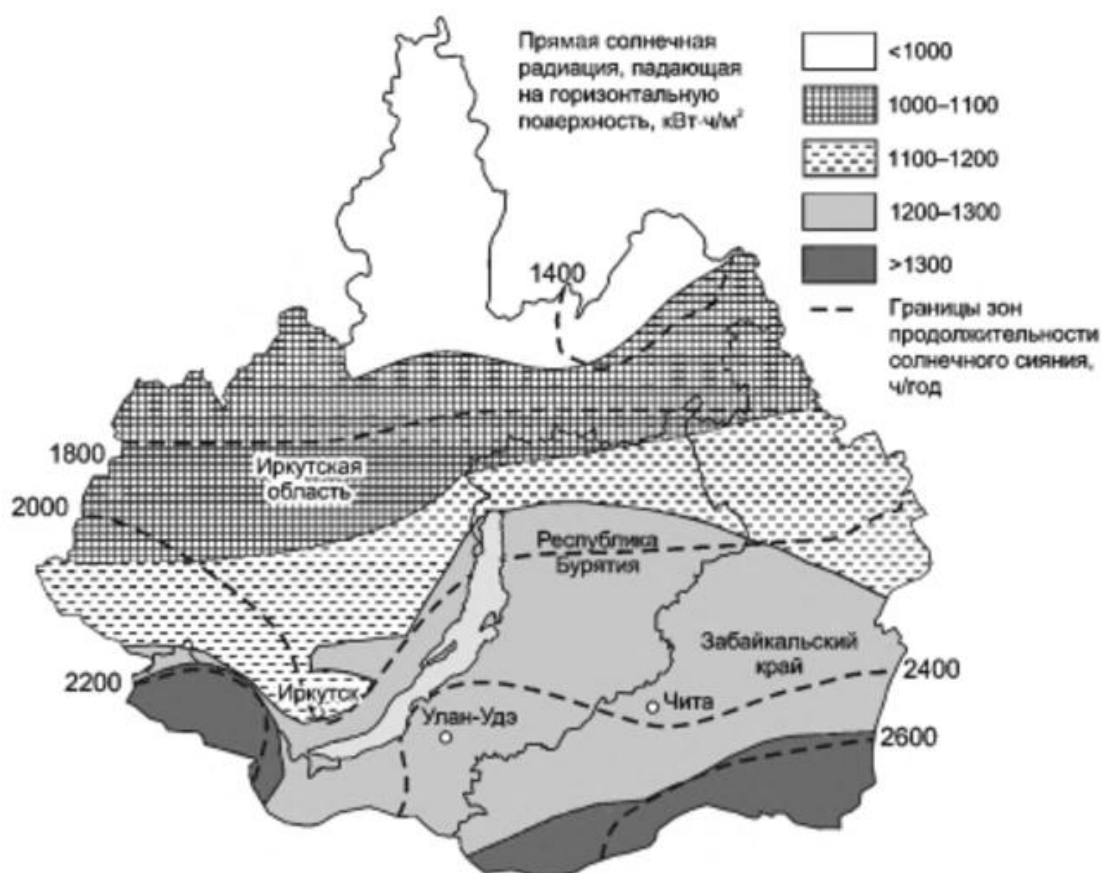 Прямая солнечная
радиация, падающая
на горизонтальную
поверхность, кВт·ч/м²
<1000
1000–1100
1100–1200
1200–1300
>1300
Границы зон
продолжительности
солнечного сияния,
ч/год
1400
1800
Иркутская
область
2000
Республика
Бурятия
Забайкальский
край
2200
Иркутск
2400
Чита
Улан-Удэ
2600